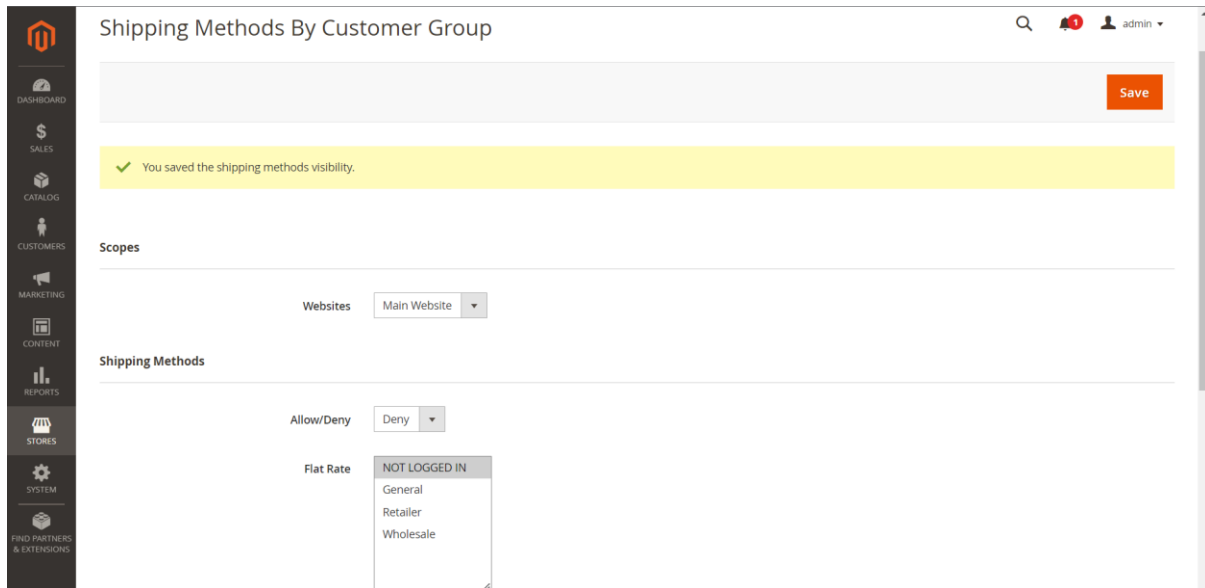 Shipping Methods By Customer Group
1
admin
DASHBOARD
SALES
CATALOG
CUSTOMERS
MARKETING
CONTENT
REPORTS
STORES
SYSTEM
FIND PARTNERS
& EXTENSIONS
Save
You saved the shipping methods visibility.
Scopes
Websites Main Website
Shipping Methods
Allow/Deny Deny
Flat Rate NOT LOGGED IN
General
Retailer
Wholesale